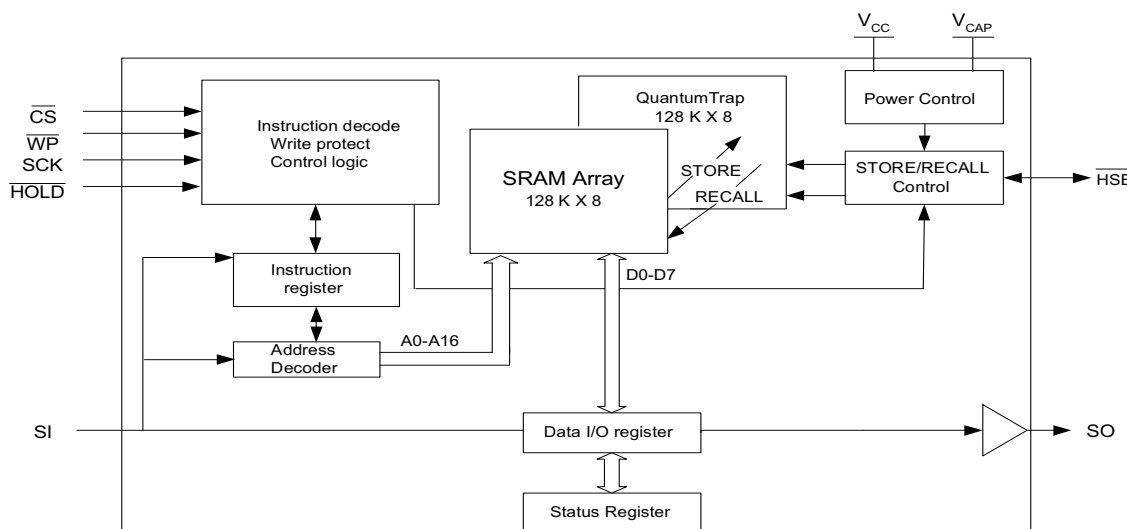 VCC
VCAP
CS
WP
SCK
HOLD
Instruction decode
Write protect
Control logic
QuantumTrap
128 K X 8
SRAM Array
128 K X 8
STORE
RECALL
Power Control
STORE/RECALL
Control
HSB
Instruction
register
D0-D7
A0-A16
Address
Decoder
SI
Data I/O register
SO
Status Register